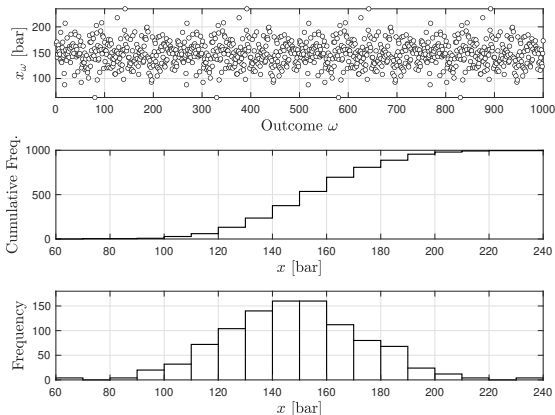 200
150
100
x_ω [bar]
0 100 200 300 400 500 600 700 800 900 1000
Outcome ω
1000
500
0
Cumulative Freq.
60 80 100 120 140 160 180 200 220 240
x [bar]
150
100
50
0
Frequency
60 80 100 120 140 160 180 200 220 240
x [bar]